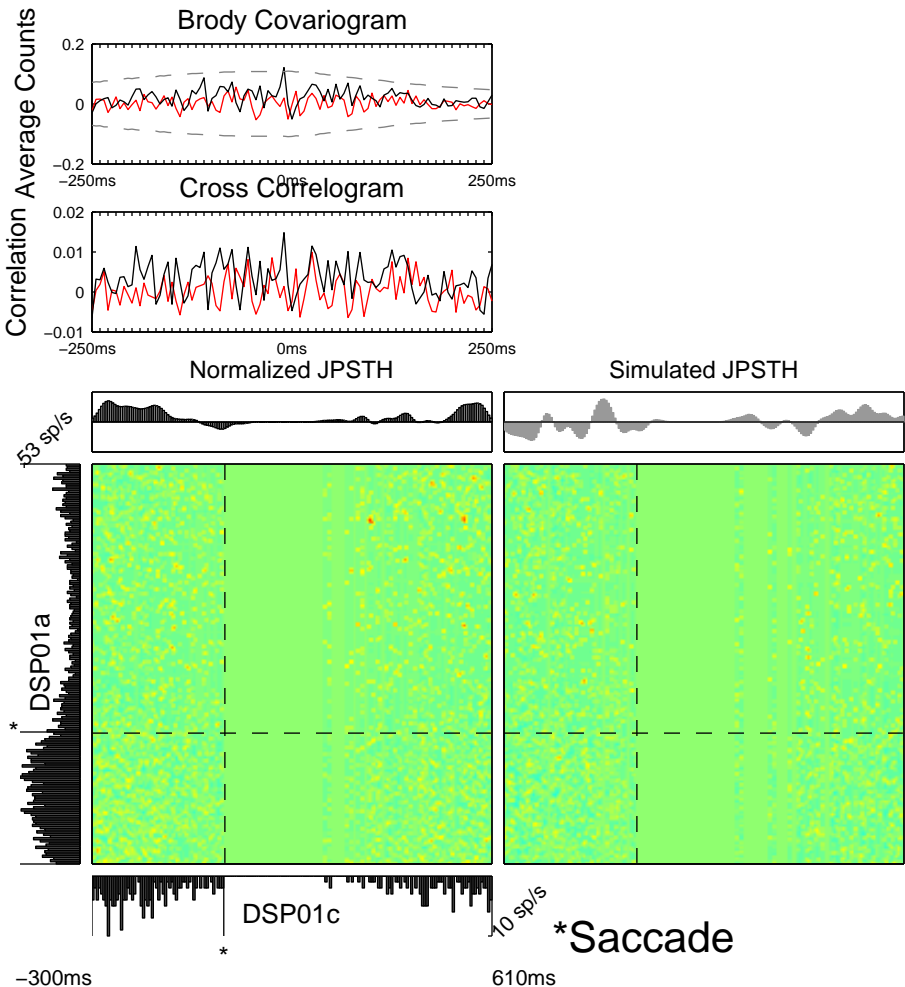 Brody Covariogram
Average Counts
0.2
0
−0.2
−250ms
0ms
250ms
Cross Correlogram
Correlation
0.02
0.01
0
−0.01
−250ms
0ms
250ms
Normalized JPSTH
Simulated JPSTH
53 sp/s
DSP01a
*
DSP01c
10 sp/s
*
*Saccade
−300ms
610ms